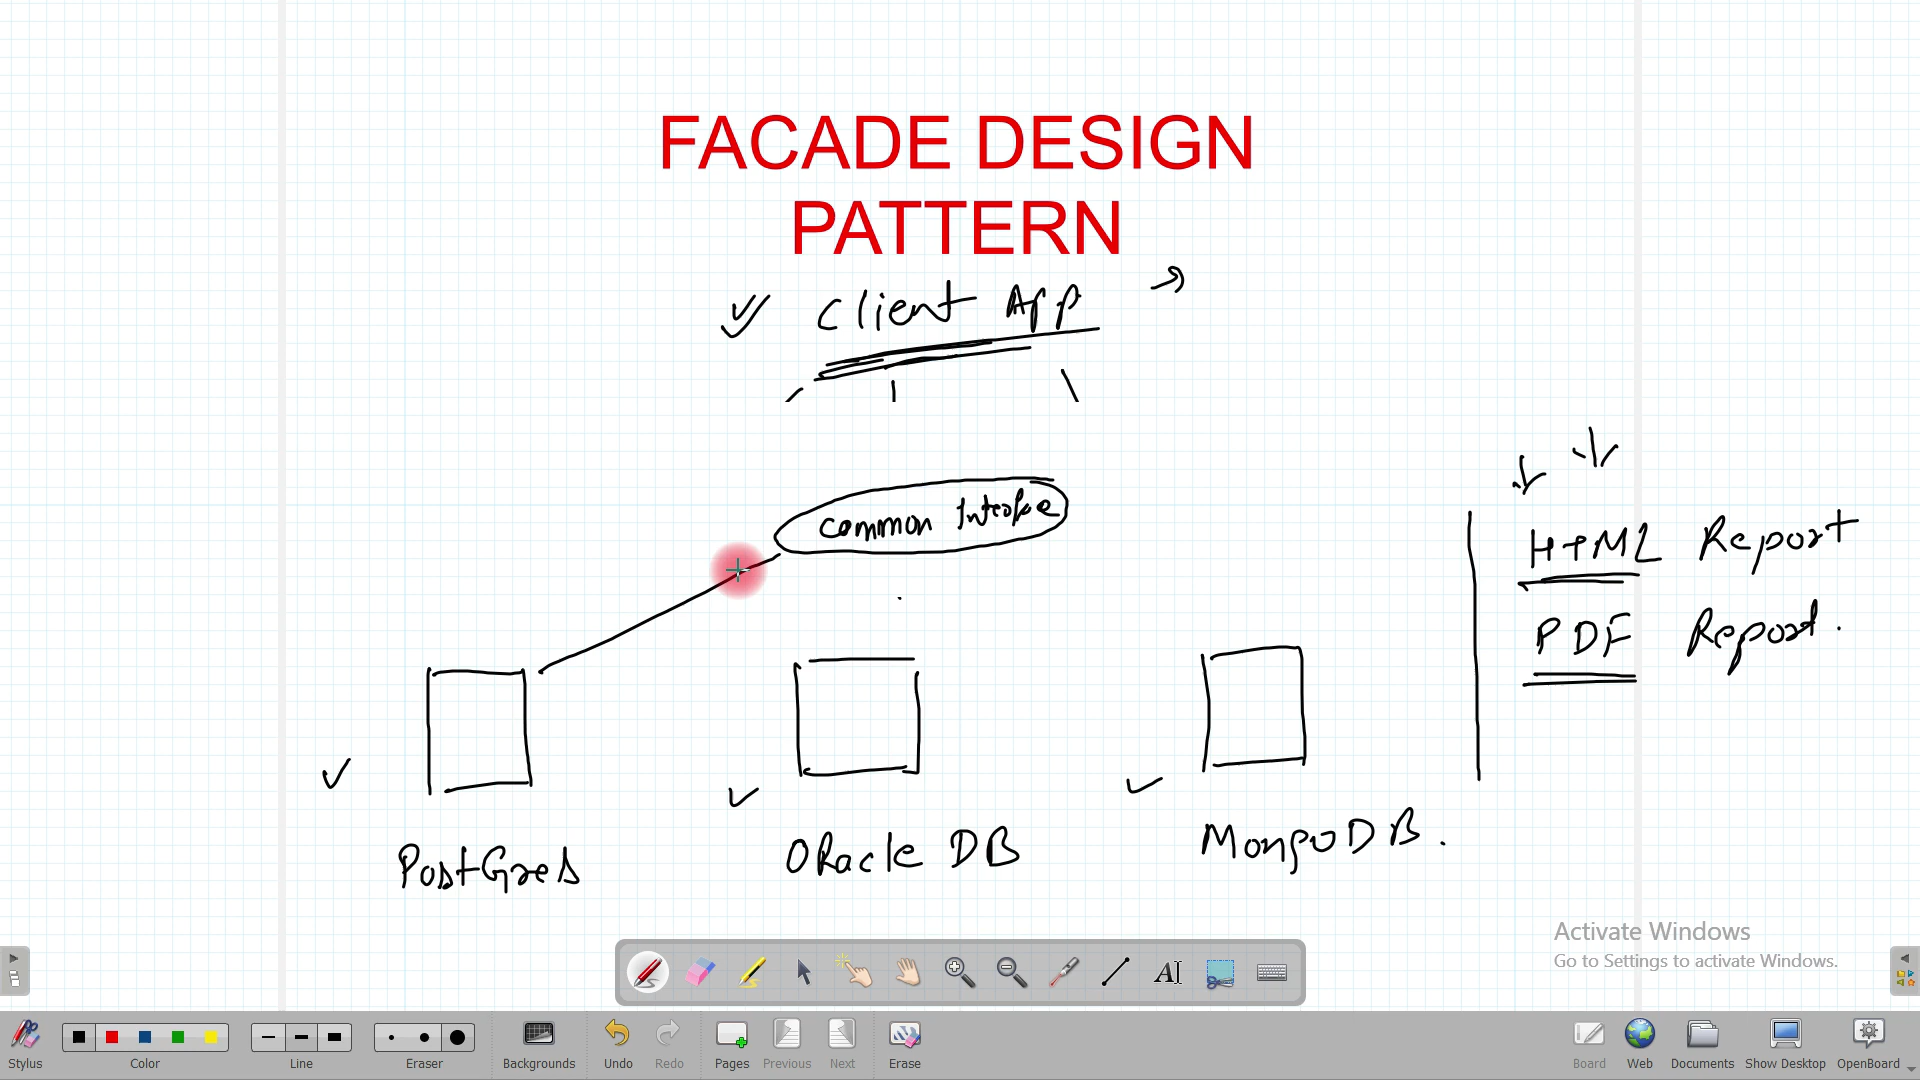 FACADE DESIGN
PATTERN
client App
common Interface
HTML Report
PDF Report.
PostGres
ORacle DB
MongoDB.
Activate Windows
Go to Settings to activate Windows.
Stylus
Color
Line
Eraser
Backgrounds
Undo
Redo
Pages
Previous
Next
Erase
Board
Web
Documents
Show Desktop
OpenBoard